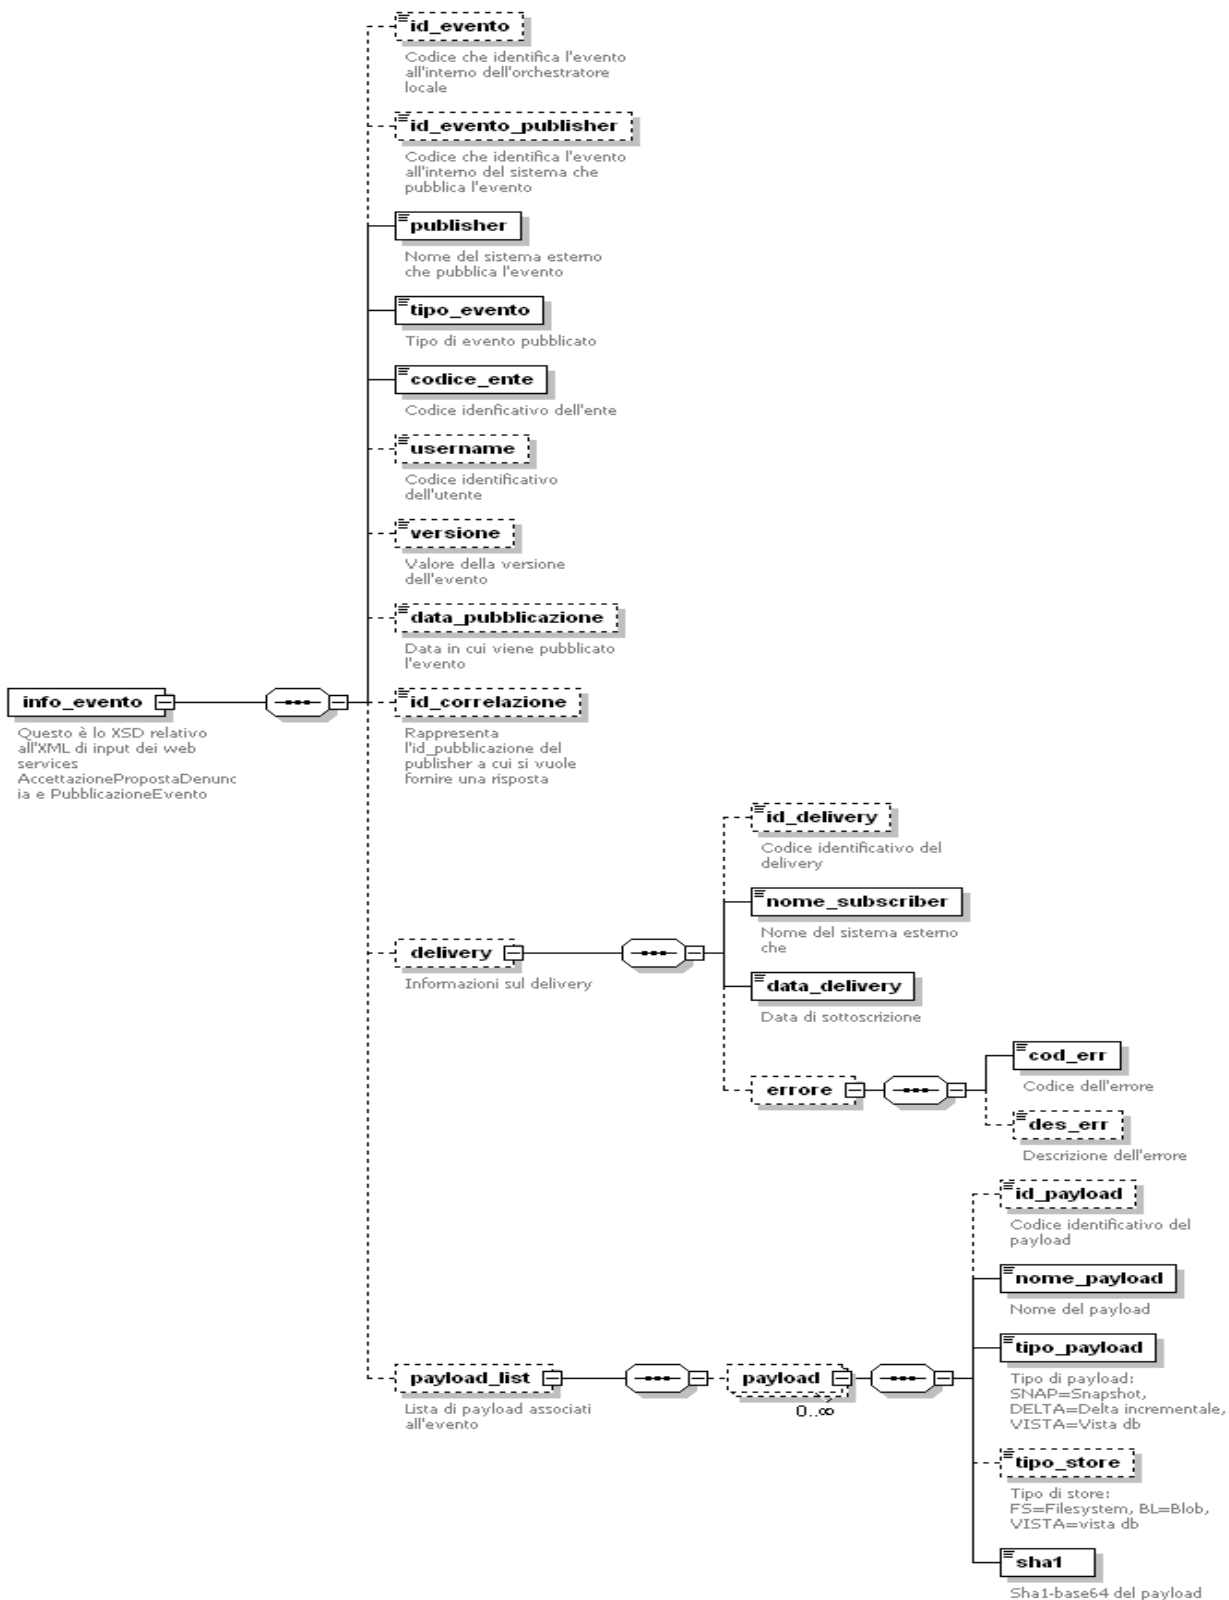 id_evento
Codice che identifica l'evento
all'interno dell'orchestratore
locale
id_evento_publisher
Codice che identifica l'evento
all'interno del sistema che
pubblica l'evento
publisher
Nome del sistema esterno
che pubblica l'evento
tipo_evento
Tipo di evento pubblicato
codice_ente
Codice idenficativo dell'ente
username
Codice identificativo
dell'utente
versione
Valore della versione
dell'evento
data_pubblicazione
Data in cui viene pubblicato
l'evento
info_evento
Questo è lo XSD relativo
all'XML di input dei web
services
AccettazionePropostaDenunc
ia e PubblicazioneEvento
id_correlazione
Rappresenta
l'id_pubblicazione del
publisher a cui si vuole
fornire una risposta
delivery
Informazioni sul delivery
id_delivery
Codice identificativo del
delivery
nome_subscriber
Nome del sistema esterno
che
data_delivery
Data di sottoscrizione
errore
cod_err
Codice dell'errore
des_err
Descrizione dell'errore
payload_list
Lista di payload associati
all'evento
payload
0..∞
id_payload
Codice identificativo del
payload
nome_payload
Nome del payload
tipo_payload
Tipo di payload:
SNAP=Snapshot,
DELTA=Delta incrementale,
VISTA=Vista db
tipo_store
Tipo di store:
FS=Filesystem, BL=Blob,
VISTA=vista db
sha1
Sha1-base64 del payload